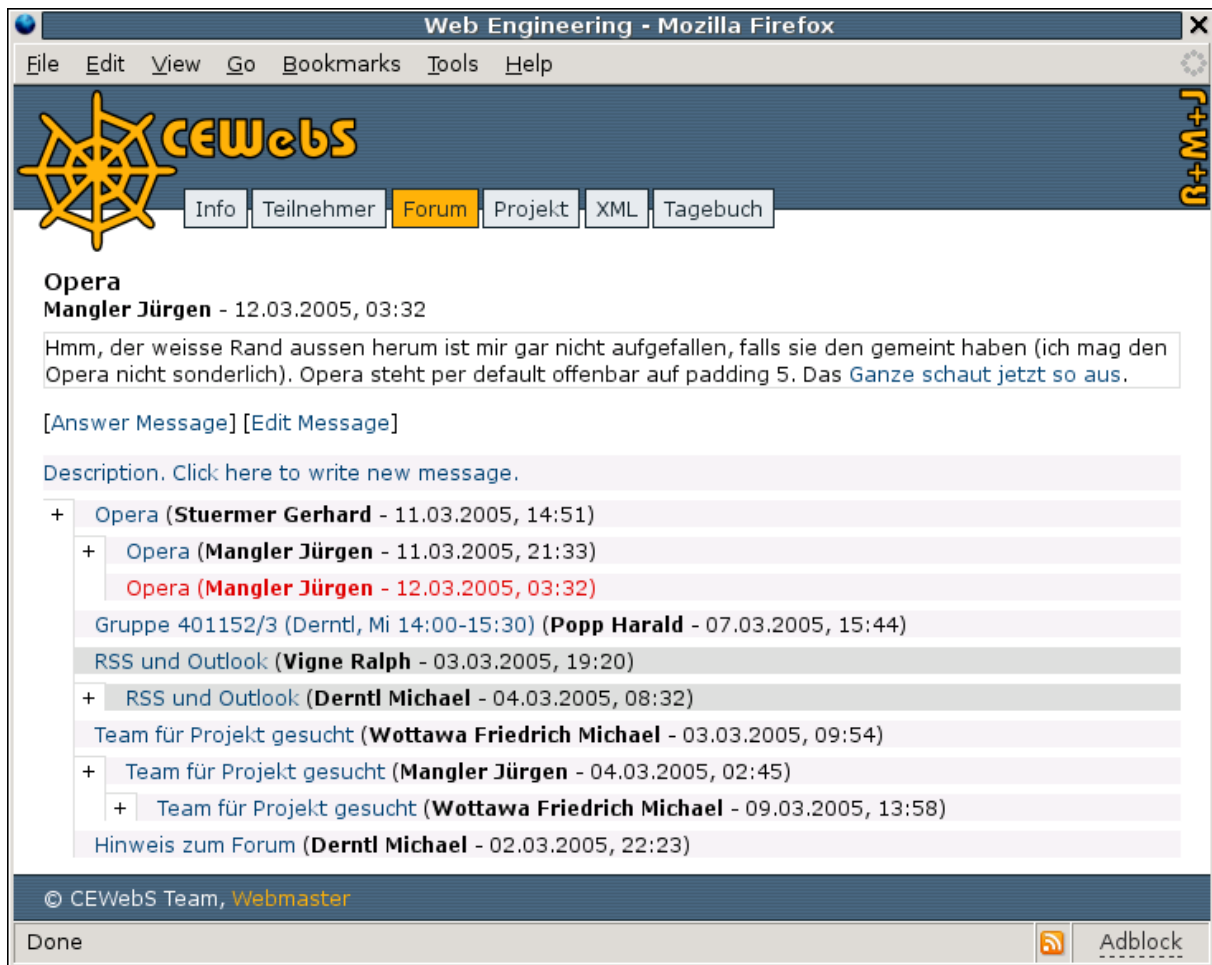 Web Engineering - Mozilla Firefox
File Edit View Go Bookmarks Tools Help
CEWebS
r+W+R
Info Teilnehmer Forum Projekt XML Tagebuch
Opera
Mangler Jürgen - 12.03.2005, 03:32
Hmm, der weisse Rand aussen herum ist mir gar nicht aufgefallen, falls sie den gemeint haben (ich mag den
Opera nicht sonderlich). Opera steht per default offenbar auf padding 5. Das Ganze schaut jetzt so aus.
[Answer Message] [Edit Message]
Description. Click here to write new message.
+ Opera (Stuermer Gerhard - 11.03.2005, 14:51)
+ Opera (Mangler Jürgen - 11.03.2005, 21:33)
Opera (Mangler Jürgen - 12.03.2005, 03:32)
Gruppe 401152/3 (Derntl, Mi 14:00-15:30) (Popp Harald - 07.03.2005, 15:44)
RSS und Outlook (Vigne Ralph - 03.03.2005, 19:20)
+ RSS und Outlook (Derntl Michael - 04.03.2005, 08:32)
Team für Projekt gesucht (Wottawa Friedrich Michael - 03.03.2005, 09:54)
+ Team für Projekt gesucht (Mangler Jürgen - 04.03.2005, 02:45)
+ Team für Projekt gesucht (Wottawa Friedrich Michael - 09.03.2005, 13:58)
Hinweis zum Forum (Derntl Michael - 02.03.2005, 22:23)
© CEWebS Team, Webmaster
Done Adblock